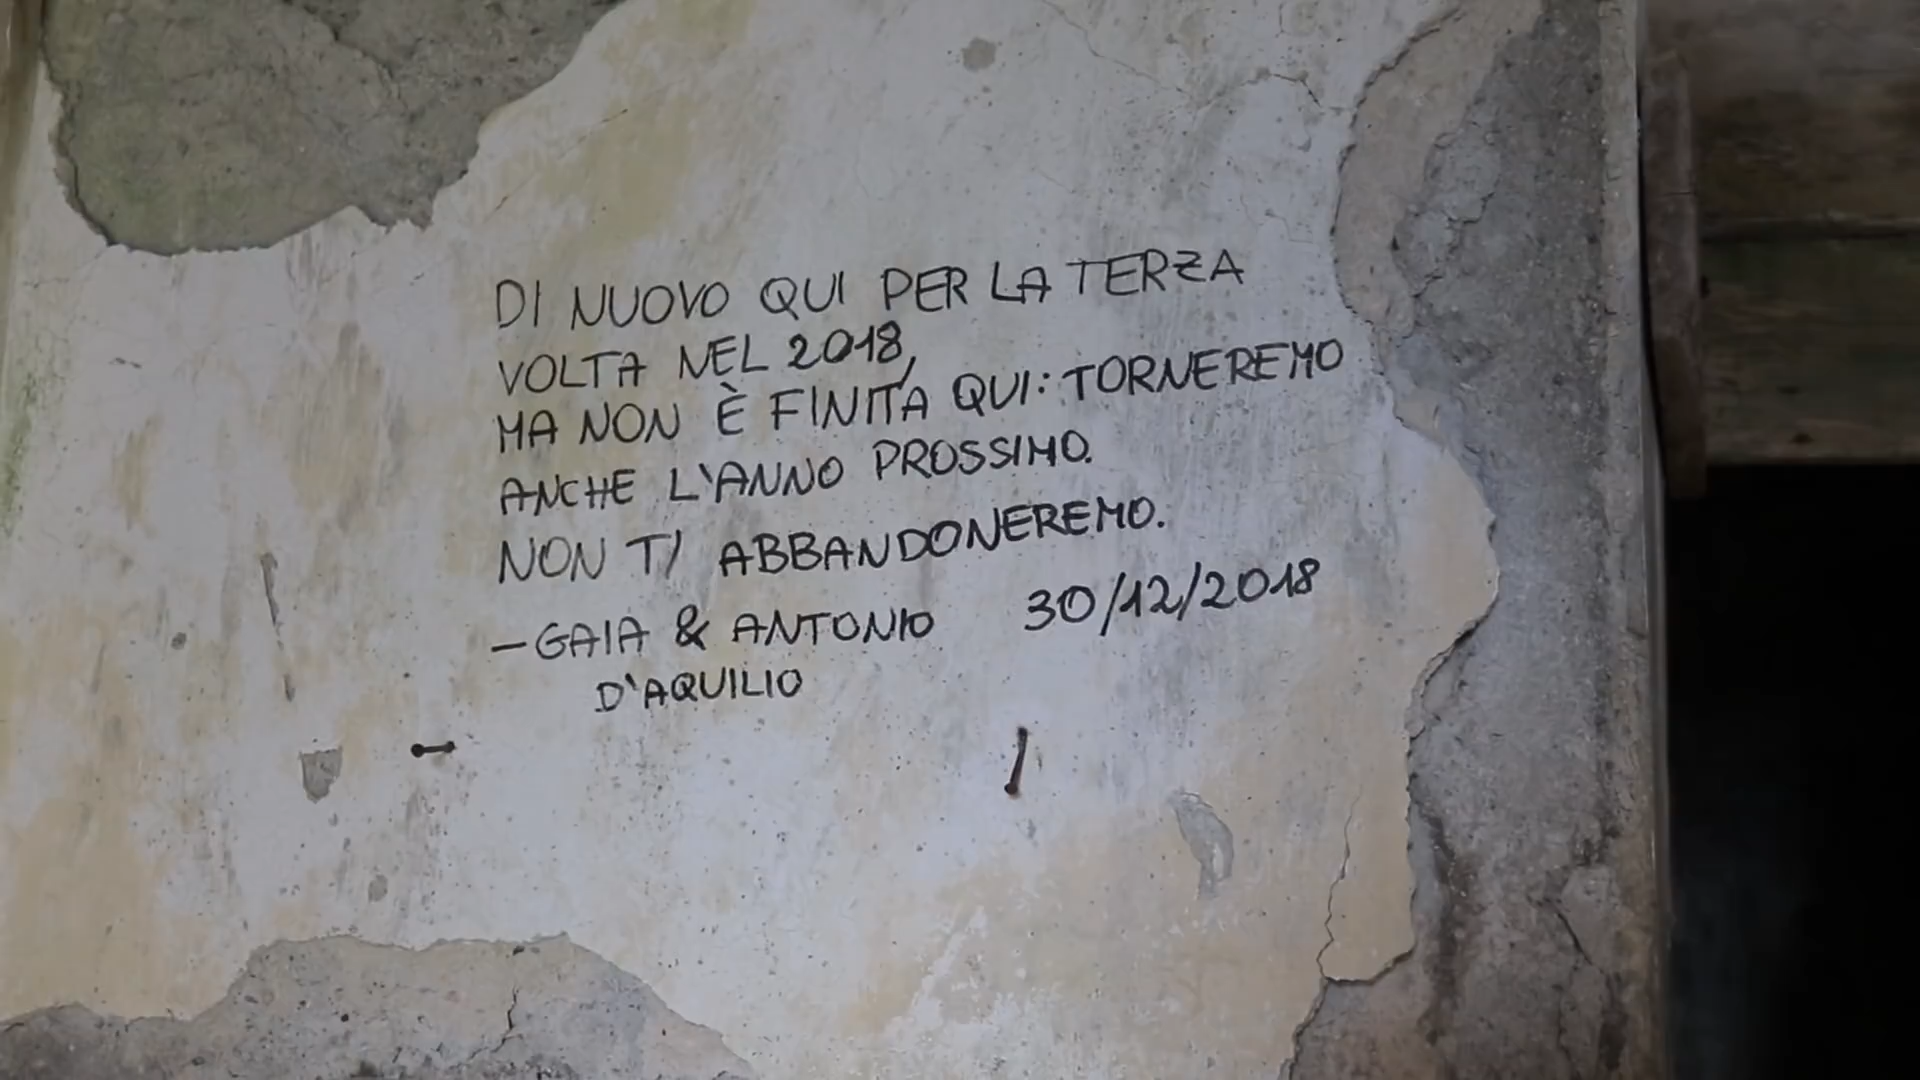 DI NUOVO QUI PER LA TERZA
VOLTA NEL 2018,
MA NON È FINITA QUI: TORNEREMO
ANCHE L'ANNO PROSSIMO.
NON TI ABBANDONEREMO.
– GAIA & ANTONIO 30/12/2018
D'AQUILIO